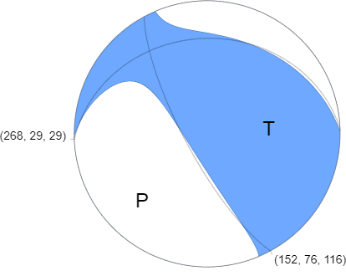 T
(268, 29, 29)
P
(152, 76, 116)